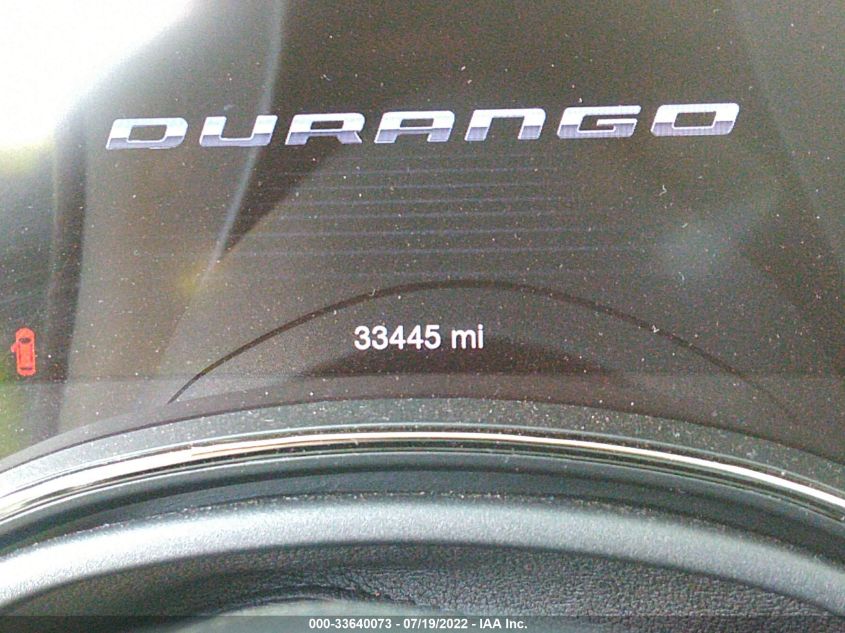 DURANGO
33445 mi
000-33640073 - 07/19/2022 - IAA Inc.